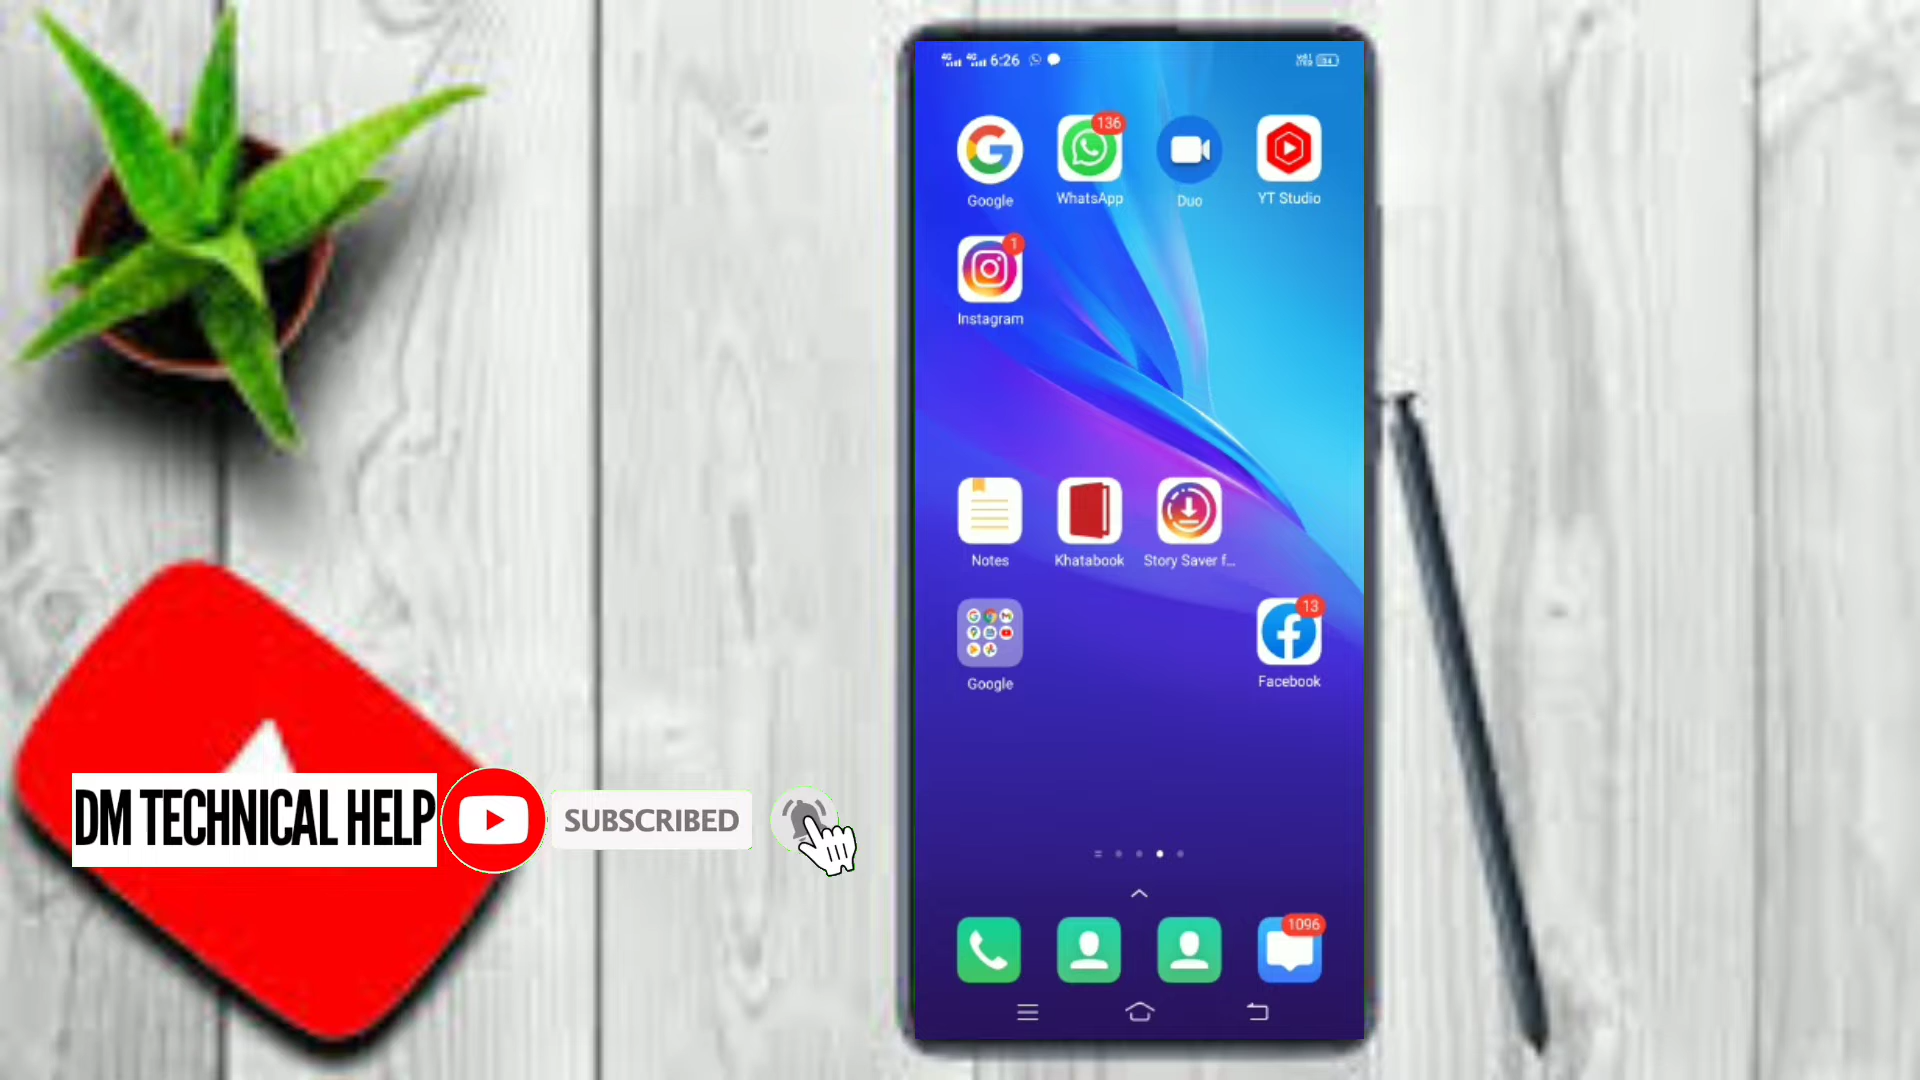 6:26
136
Google
WhatsApp
Duo
YT Studio
1
Instagram
Notes
Khatabook
Story Saver f...
13
Google
Facebook
DM TECHNICAL HELP
SUBSCRIBED
1096